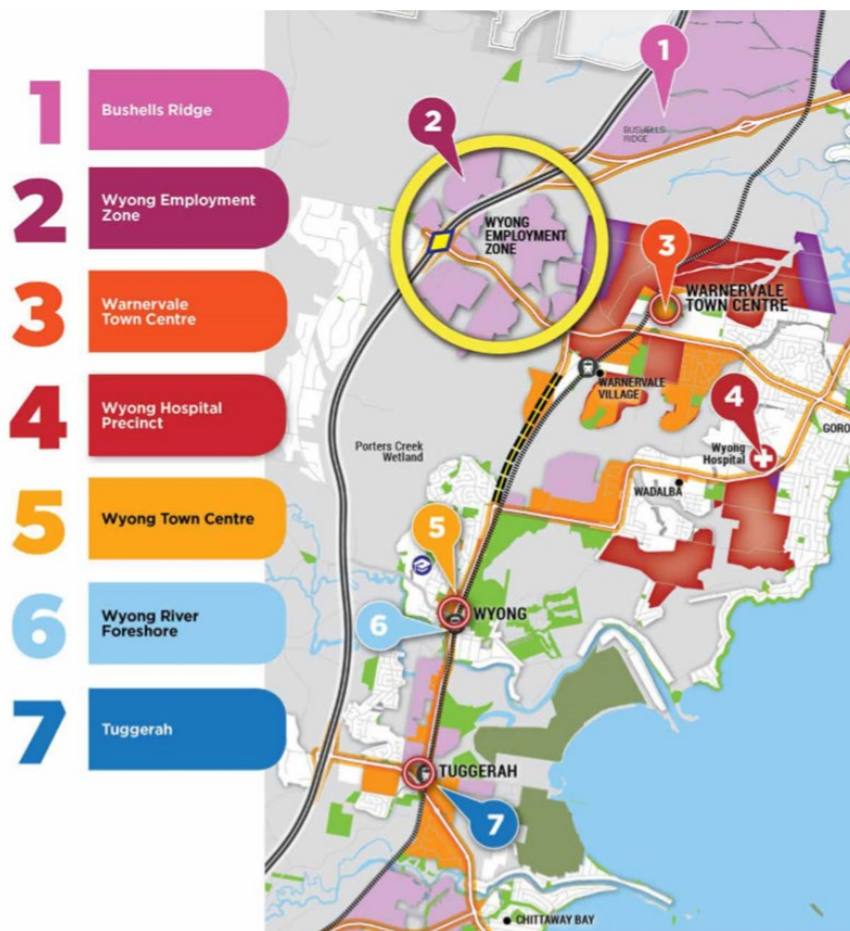 1
Bushells Ridge
2
Wyong Employment
Zone
3
Warnervale
Town Centre
4
Wyong Hospital
Precinct
5
Wyong Town Centre
6
Wyong River
Foreshore
7
Tuggerah
1
BUSHELLS
RIDGE
2
WYONG
EMPLOYMENT
ZONE
3
WARNERVALE
TOWN CENTRE
WARNERVALE
VILLAGE
4
GORO
Porters Creek
Wetland
Wyong
Hospital
WADALBA
5
WYONG
6
TUGGERAH
7
CHITTAWAY BAY